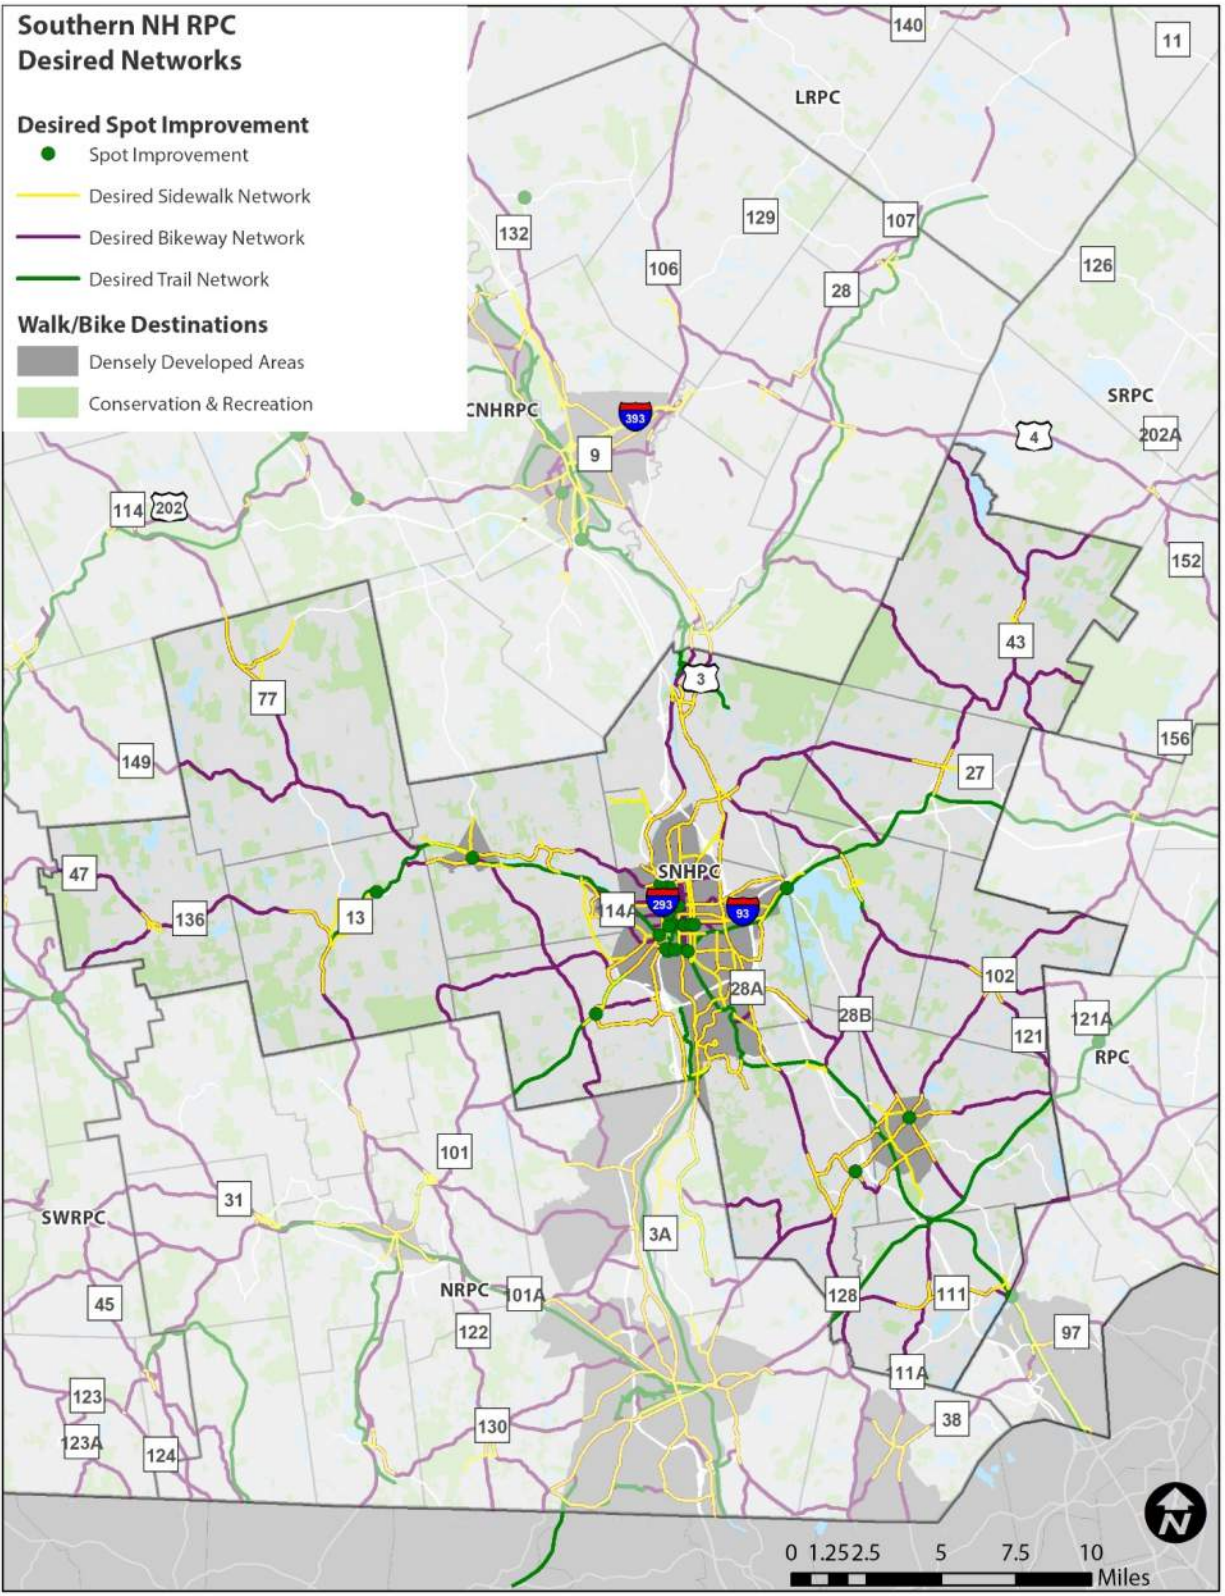 Southern NH RPC
Desired Networks
Desired Spot Improvement
Spot Improvement
Desired Sidewalk Network
Desired Bikeway Network
Desired Trail Network
Walk/Bike Destinations
Densely Developed Areas
Conservation & Recreation
140
11
LRPC
129
107
132
106
126
28
SRPC
CNHRPC
393
4
202A
9
114
202
152
43
3
77
156
149
27
SNHPC
47
293
93
114A
136
13
102
28A
28B
121A
121
RPC
101
31
SWRPC
3A
NRPC
101A
128
111
45
122
97
111A
123
130
38
123A
124
N
0 1.25 2.5 5 7.5 10
Miles